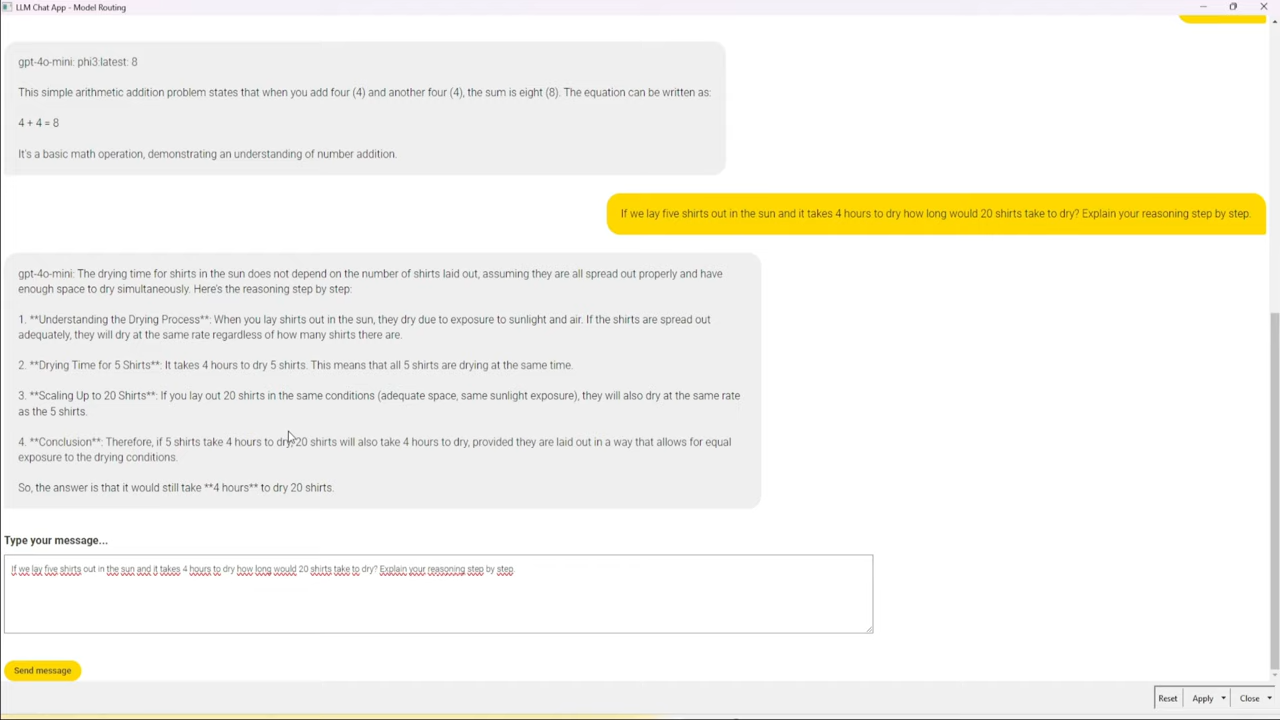 LLM Chat App - Model Routing
gpt-4o-mini: phi3:latest: 8
This simple arithmetic addition problem states that when you add four (4) and another four (4), the sum is eight (8). The equation can be written as:
4 + 4 = 8
It's a basic math operation, demonstrating an understanding of number addition.
If we lay five shirts out in the sun and it takes 4 hours to dry how long would 20 shirts take to dry? Explain your reasoning step by step.
gpt-4o-mini: The drying time for shirts in the sun does not depend on the number of shirts laid out, assuming they are all spread out properly and have
enough space to dry simultaneously. Here's the reasoning step by step:
1. **Understanding the Drying Process**: When you lay shirts out in the sun, they dry due to exposure to sunlight and air. If the shirts are spread out
adequately, they will dry at the same rate regardless of how many shirts there are.
2. **Drying Time for 5 Shirts**: It takes 4 hours to dry 5 shirts. This means that all 5 shirts are drying at the same time.
3. **Scaling Up to 20 Shirts**: If you lay out 20 shirts in the same conditions (adequate space, same sunlight exposure), they will also dry at the same rate
as the 5 shirts.
4. **Conclusion**: Therefore, if 5 shirts take 4 hours to dry, 20 shirts will also take 4 hours to dry, provided they are laid out in a way that allows for equal
exposure to the drying conditions.
So, the answer is that it would still take **4 hours** to dry 20 shirts.
Type your message...
If we lay five shirts out in the sun and it takes 4 hours to dry how long would 20 shirts take to dry? Explain your reasoning step by step.
Send message
Reset Apply Close